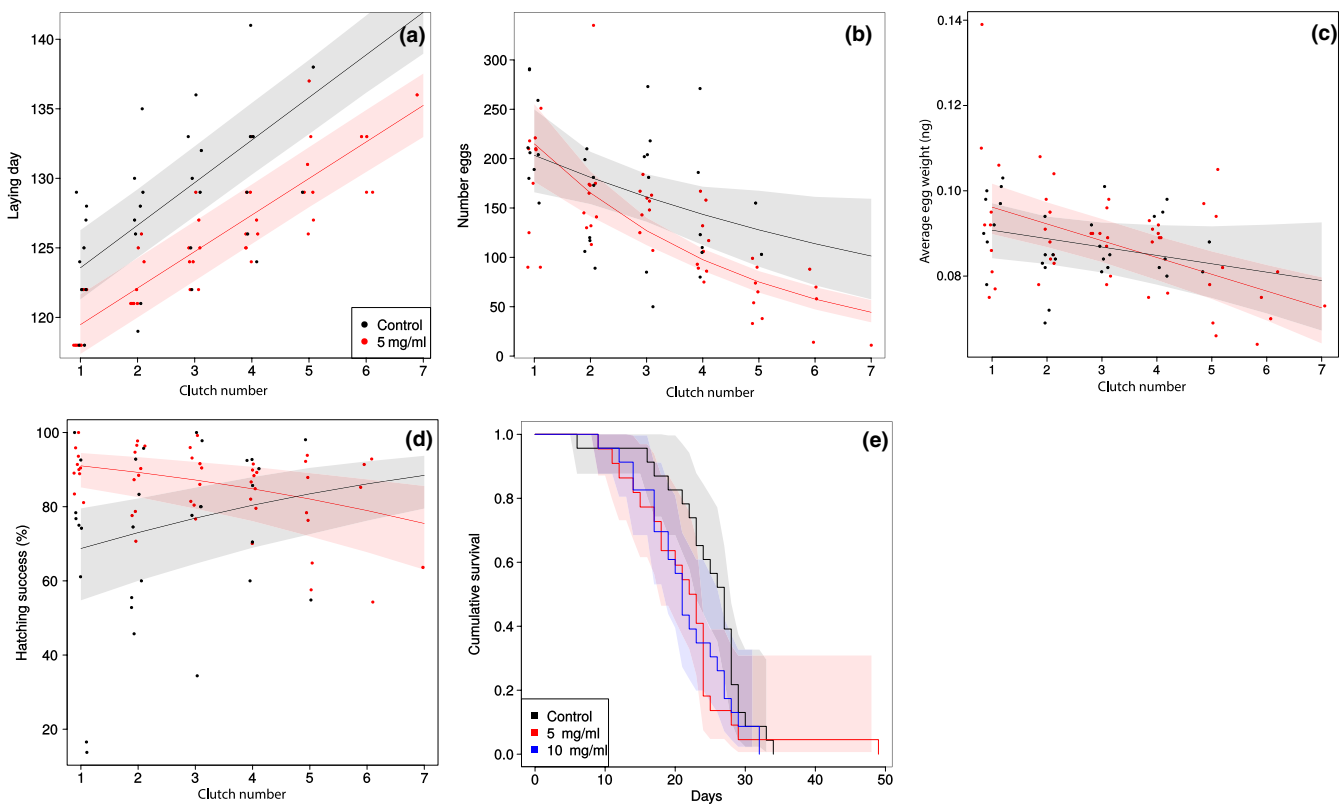 (a)
Laying day
140
135
130
125
120
Control
5 mg/ml
1 2 3 4 5 6 7
Clutch number
(b)
Number eggs
300
250
200
150
100
50
0
1 2 3 4 5 6 7
Clutch number
(c)
Average egg weight (ng)
0.14
0.12
0.10
0.08
1 2 3 4 5 6 7
Clutch number
(d)
Hatching success (%)
100
80
60
40
20
1 2 3 4 5 6 7
Clutch number
(e)
Cumulative survival
1.0
0.8
0.6
0.4
0.2
0.0
Control
5 mg/ml
10 mg/ml
0 10 20 30 40 50
Days